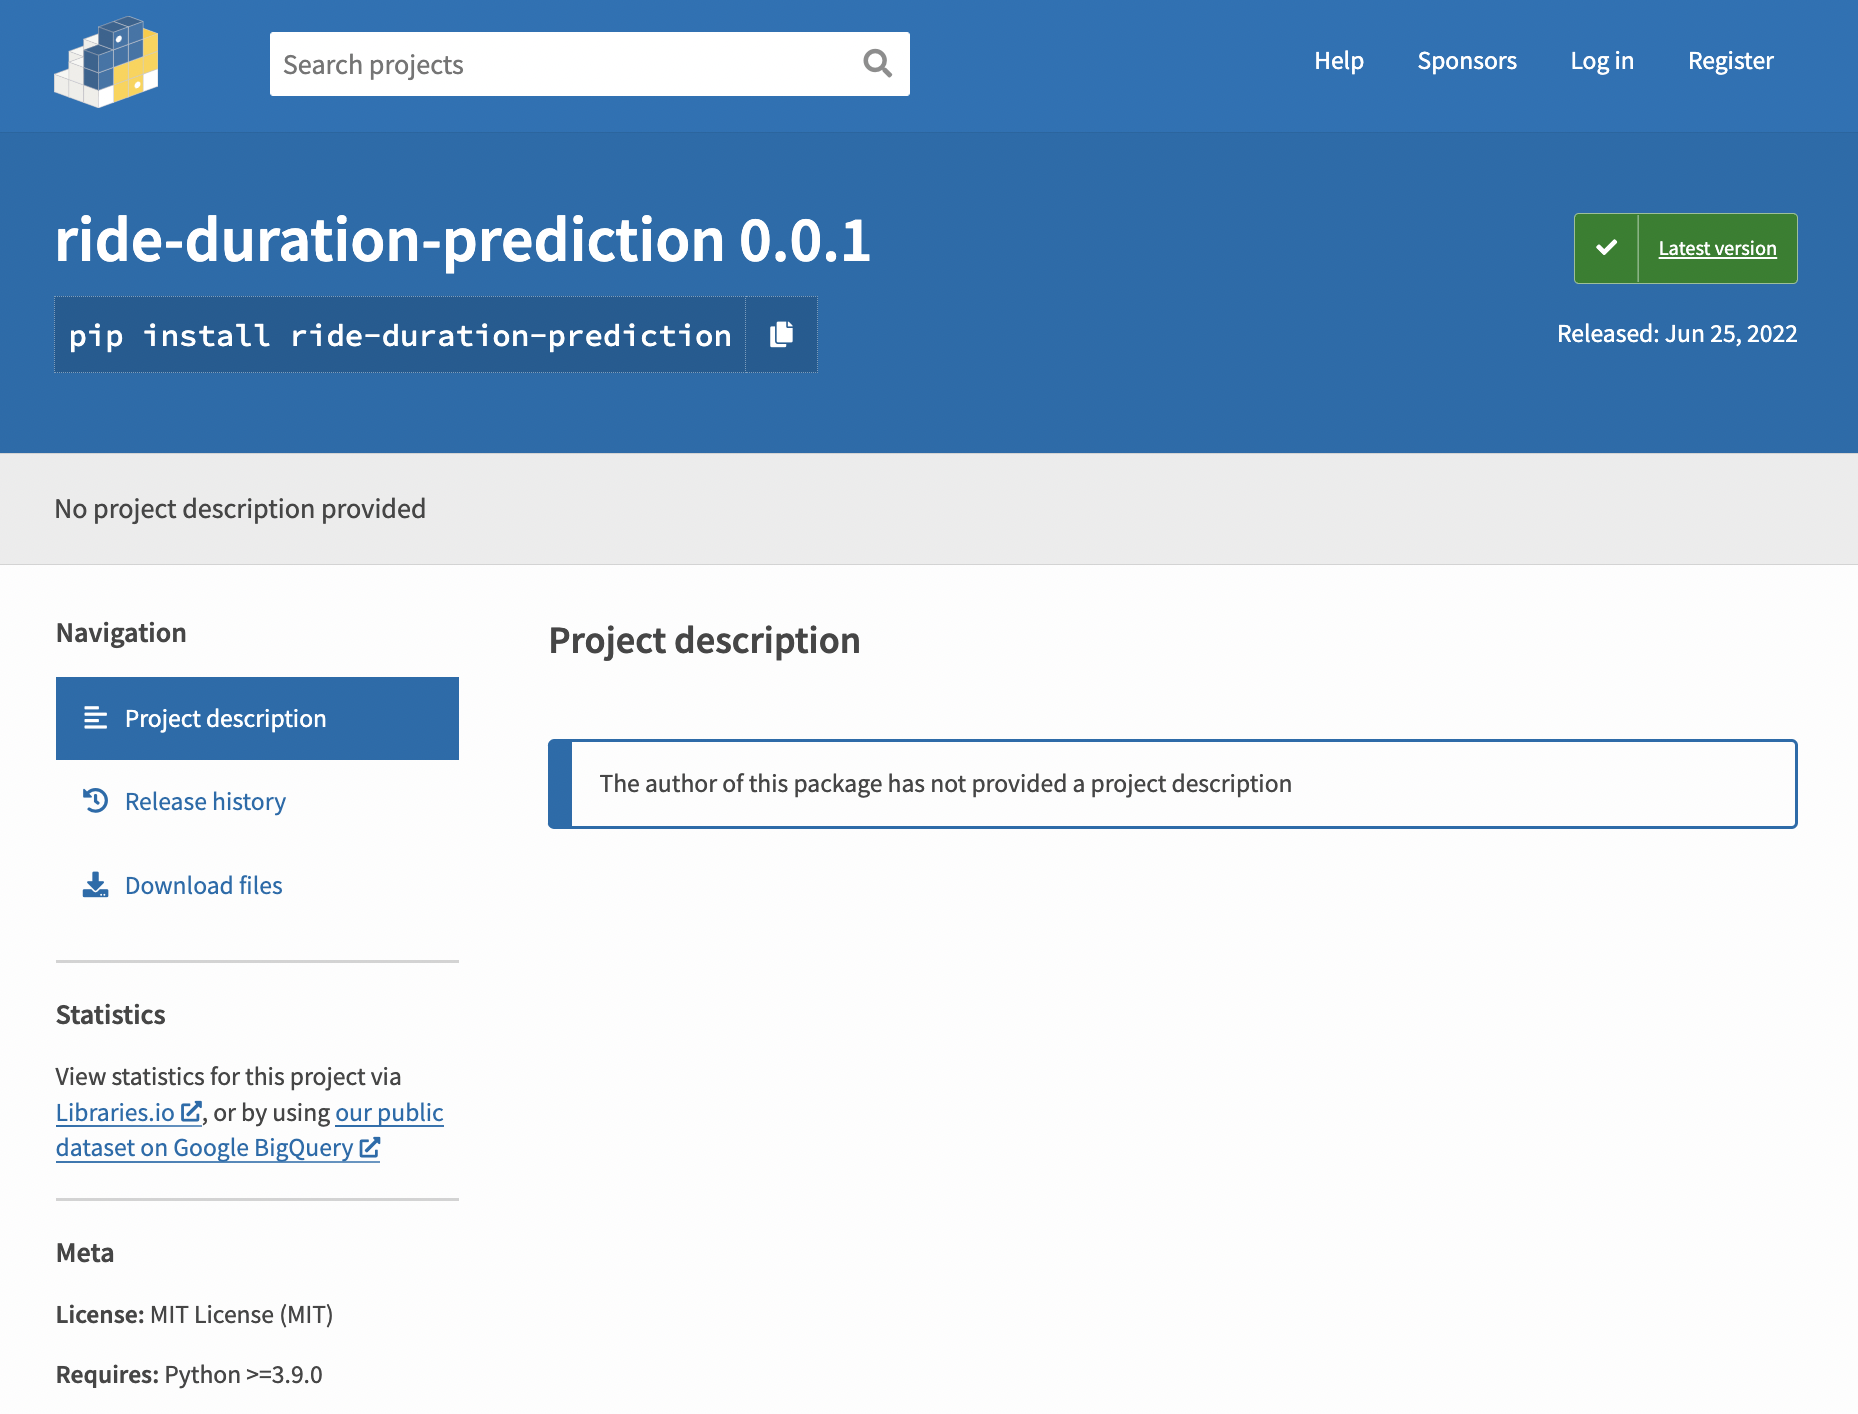 Search projects
Help
Sponsors
Log in
Register
ride-duration-prediction 0.0.1
pip install ride-duration-prediction
Latest version
Released: Jun 25, 2022
No project description provided
Navigation
Project description
Release history
Download files
Statistics
View statistics for this project via
Libraries.io, or by using our public
dataset on Google BigQuery
Meta
License: MIT License (MIT)
Requires: Python >=3.9.0
Project description
The author of this package has not provided a project description